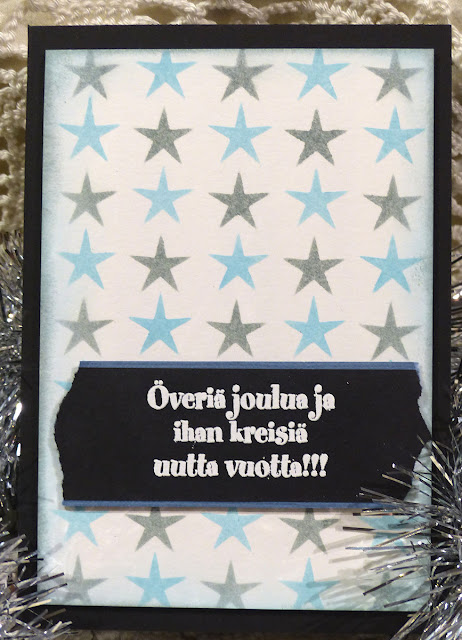 Överiä joulua ja
ihan kreisiä
uutta vuotta!!!